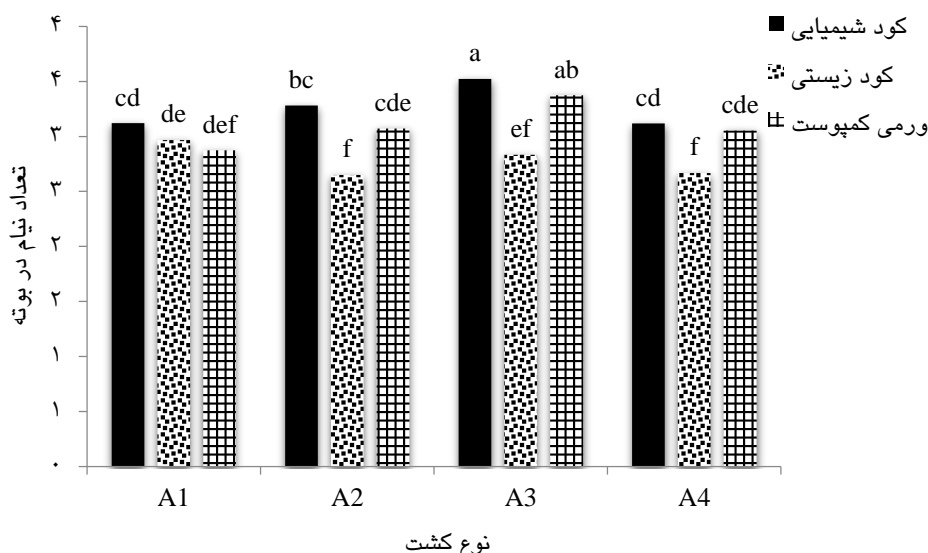 کود شیمیایی
کود زیستی
ورمی کمپوست
تعداد نیام در بوته
۴
۴
۳
۳
۲
۲
۱
۱
۰
cd
de
def
bc
f
cde
a
ef
ab
cd
f
cde
A1
A2
A3
A4
نوع کشت